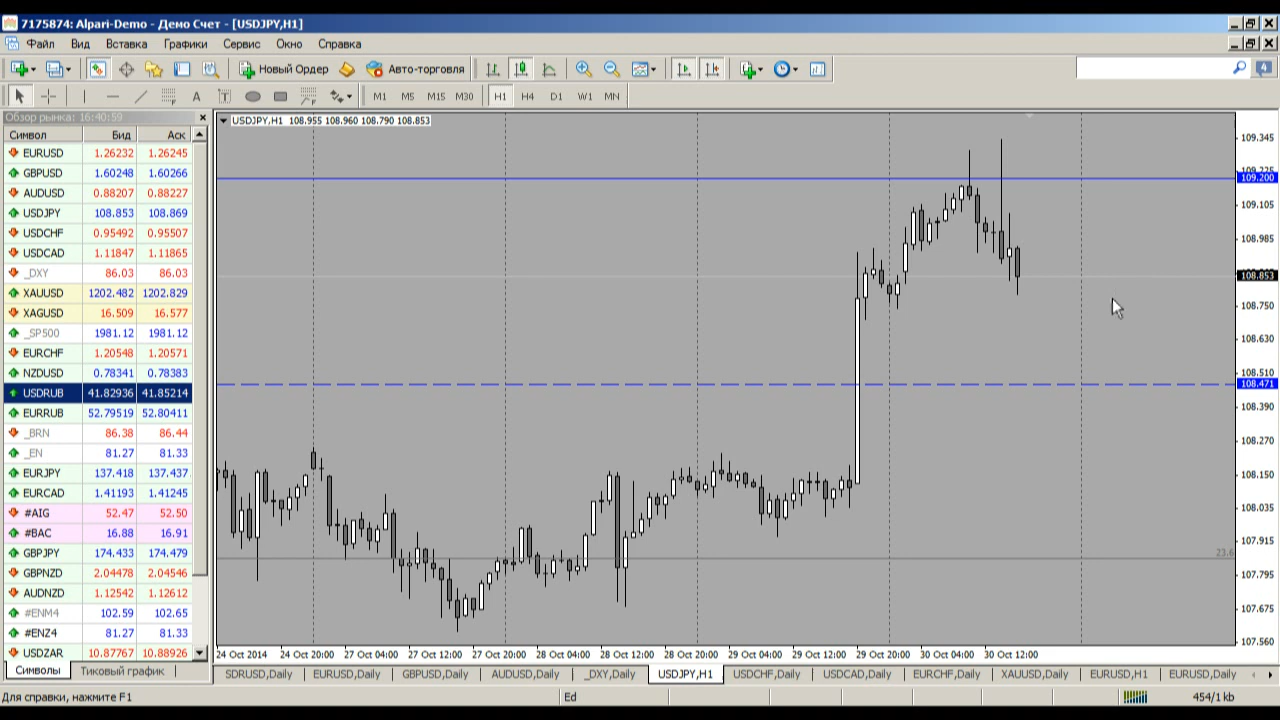 7175874: Alpari-Demo - Демо Счет - [USDJPY,H1]
Файл Вид Вставка Графики Сервис Окно Справка
Новый Ордер Авто-торговля 4
A T M1 M5 M15 M30 H1 H4 D1 W1 MN
Обзор рынка: 16:40:59
Символ Бид Аск
EURUSD 1.26232 1.26245
GBPUSD 1.60248 1.60266
AUDUSD 0.88207 0.88227
USDJPY 108.853 108.869
USDCHF 0.95492 0.95507
USDCAD 1.11847 1.11865
_DXY 86.03 86.03
XAUUSD 1202.482 1202.829
XAGUSD 16.509 16.577
_SP500 1981.12 1981.12
EURCHF 1.20548 1.20571
NZDUSD 0.78341 0.78383
USDRUB 41.82936 41.85214
EURRUB 52.79519 52.80411
_BRN 86.38 86.44
_EN 81.27 81.33
EURJPY 137.418 137.437
EURCAD 1.41193 1.41245
#AIG 52.47 52.50
#BAC 16.88 16.91
GBPJPY 174.433 174.479
GBPNZD 2.04478 2.04546
AUDNZD 1.12542 1.12612
#ENM4 102.59 102.65
#ENZ4 81.27 81.33
USDZAR 10.87767 10.88926
Символы Тиковый график
USDJPY,H1 108.955 108.960 108.790 108.853
109.345
109.200
109.105
108.985
108.853
108.750
108.630
108.510
108.471
108.390
108.270
108.150
108.035
107.915
23.6
107.795
107.675
107.560
24 Oct 2014 24 Oct 20:00 27 Oct 04:00 27 Oct 12:00 27 Oct 20:00 28 Oct 04:00 28 Oct 12:00 28 Oct 20:00 29 Oct 04:00 29 Oct 12:00 29 Oct 20:00 30 Oct 04:00 30 Oct 12:00
SDRUSD,Daily EURUSD,Daily GBPUSD,Daily AUDUSD,Daily _DXY,Daily USDJPY,H1 USDCHF,Daily USDCAD,Daily EURCHF,Daily XAUUSD,Daily EURUSD,H1 EURUSD,Daily
Для справки, нажмите F1 Ed 454/1 kb